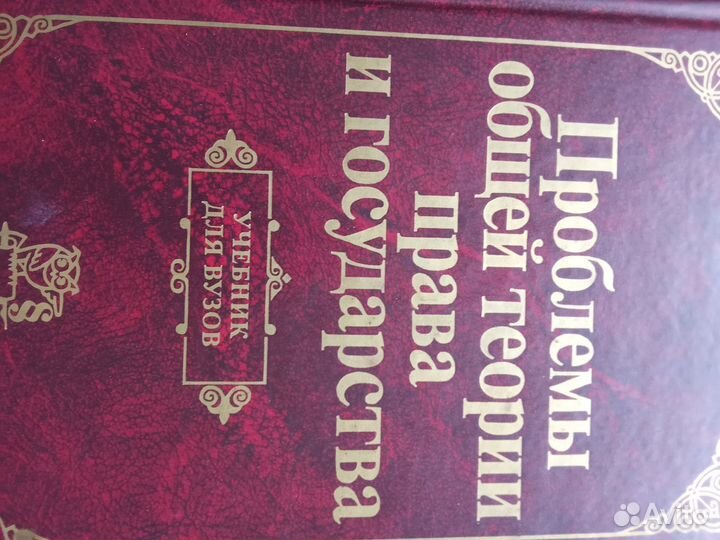 Проблемы
общей теории
права
и государства
УЧЕБНИК
ДЛЯ ВУЗОВ
Avito